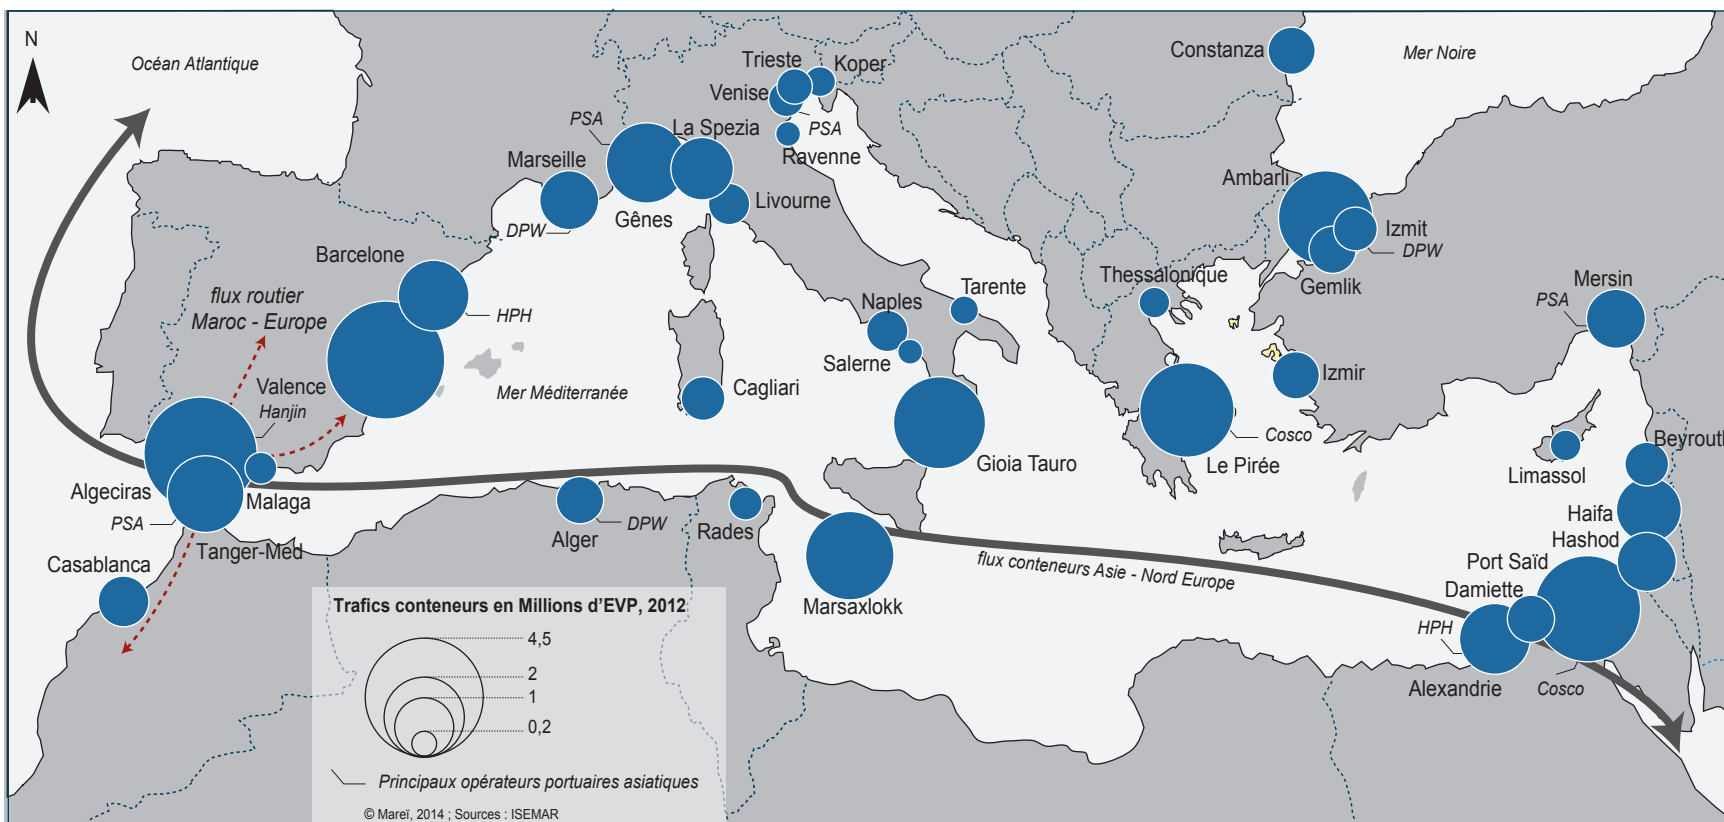 N
Océan Atlantique
Constanza
Mer Noire
Trieste
Koper
Venise
PSA
PSA
La Spezia
Ravenne
Marseille
Ambarli
Livourne
Gênes
DPW
Izmit
DPW
Barcelone
Thessalonique
Gemlik
Mersin
PSA
flux routier
Maroc - Europe
HPH
Naples
Tarente
Salerne
Izmir
Valence
Hanjin
Mer Méditerranée
Cagliari
Cosco
Le Pirée
Gioia Tauro
Beyrouth
Limassol
Algeciras
Malaga
PSA
Tanger-Med
Alger
DPW
Rades
Haifa
Hashod
Port Saïd
Damiette
Casablanca
flux conteneurs Asie - Nord Europe
Marsaxlokk
HPH
Alexandrie
Cosco
Trafics conteneurs en Millions d'EVP, 2012
4,5
2
1
0,2
Principaux opérateurs portuaires asiatiques
© Mareï, 2014 ; Sources : ISEMAR